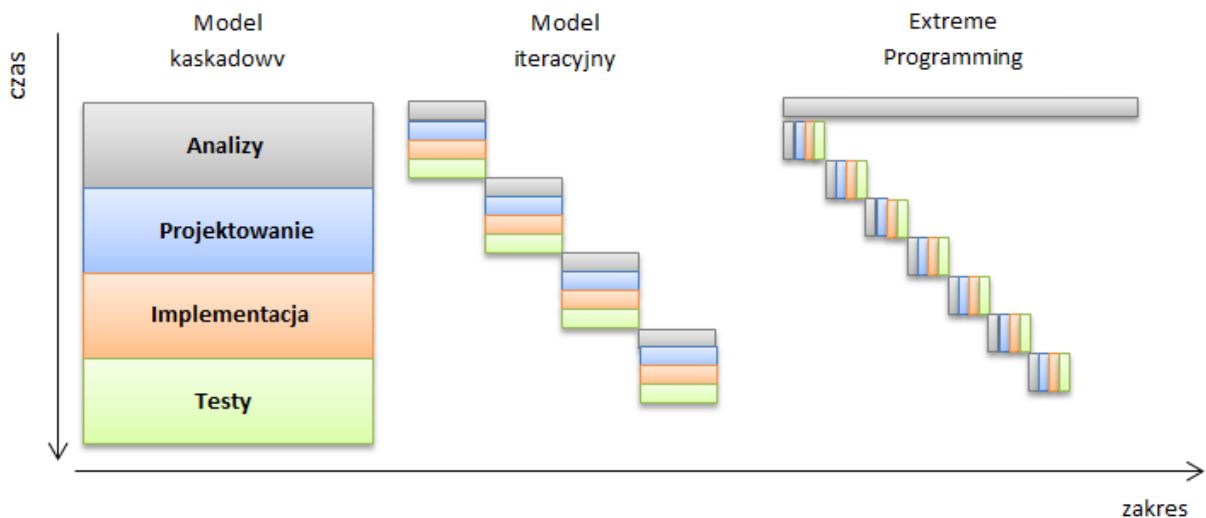 czas
Model
kaskadowv
Model
iteracyjny
Extreme
Programming
Analizy
Projektowanie
Implementacja
Testy
zakres